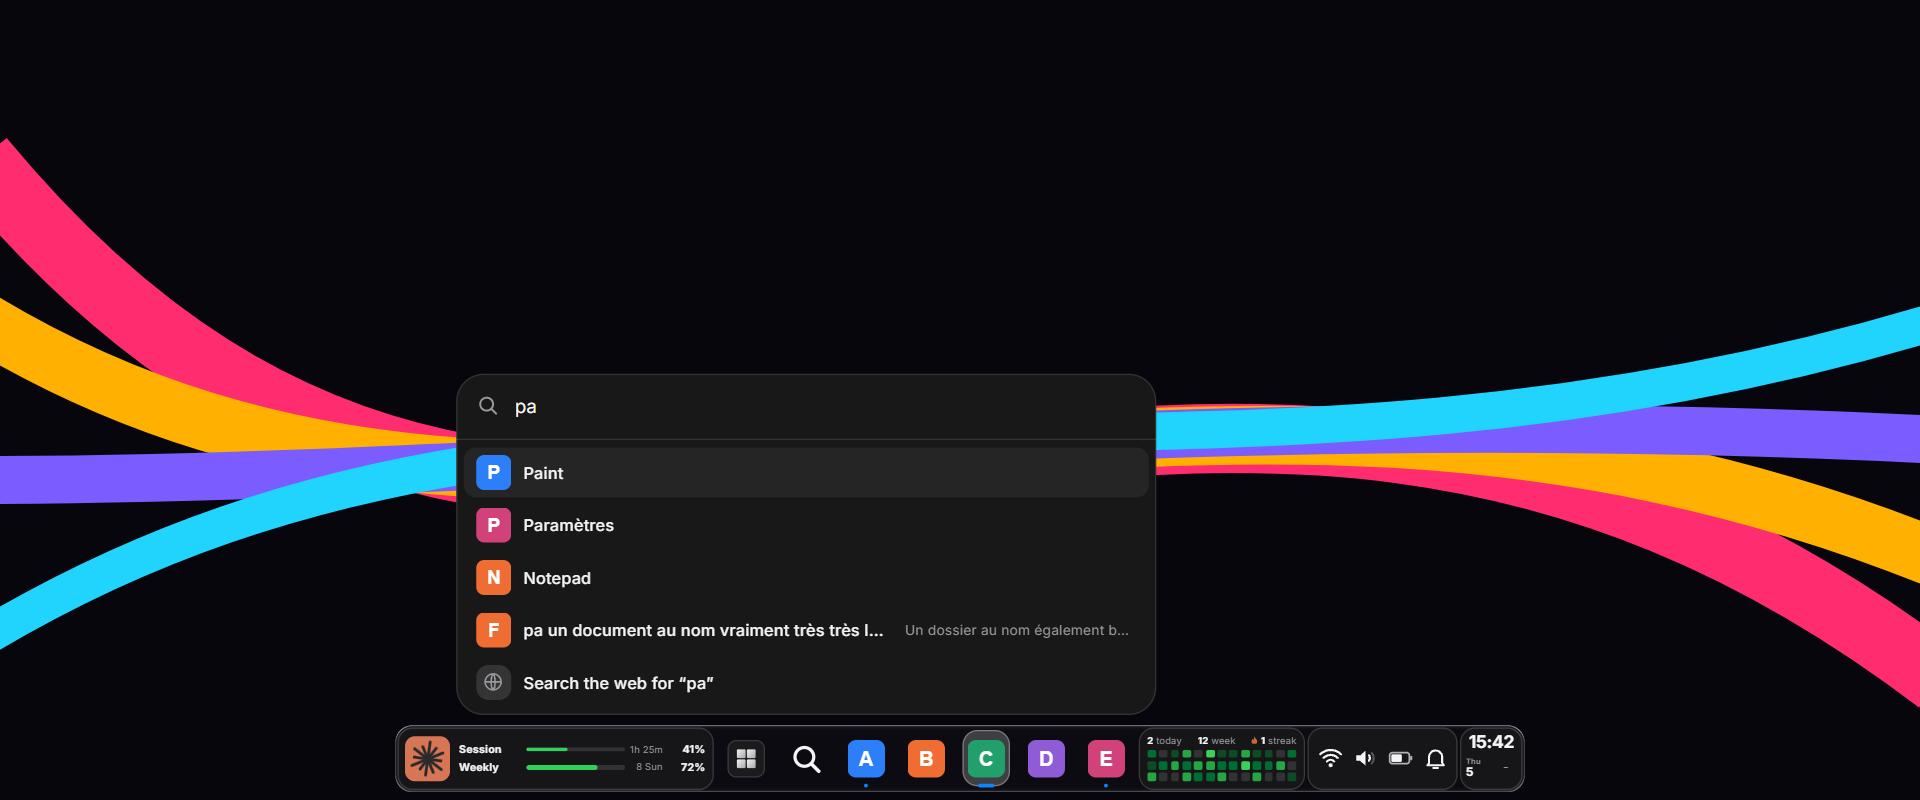 pa
P Paint
P Paramètres
N Notepad
F pa un document au nom vraiment très très l... Un dossier au nom également b...
Search the web for “pa”
Session 1h 25m 41%
Weekly 8 Sun 72%
A B C D E
2 today 12 week 1 streak
15:42
Thu
5 –